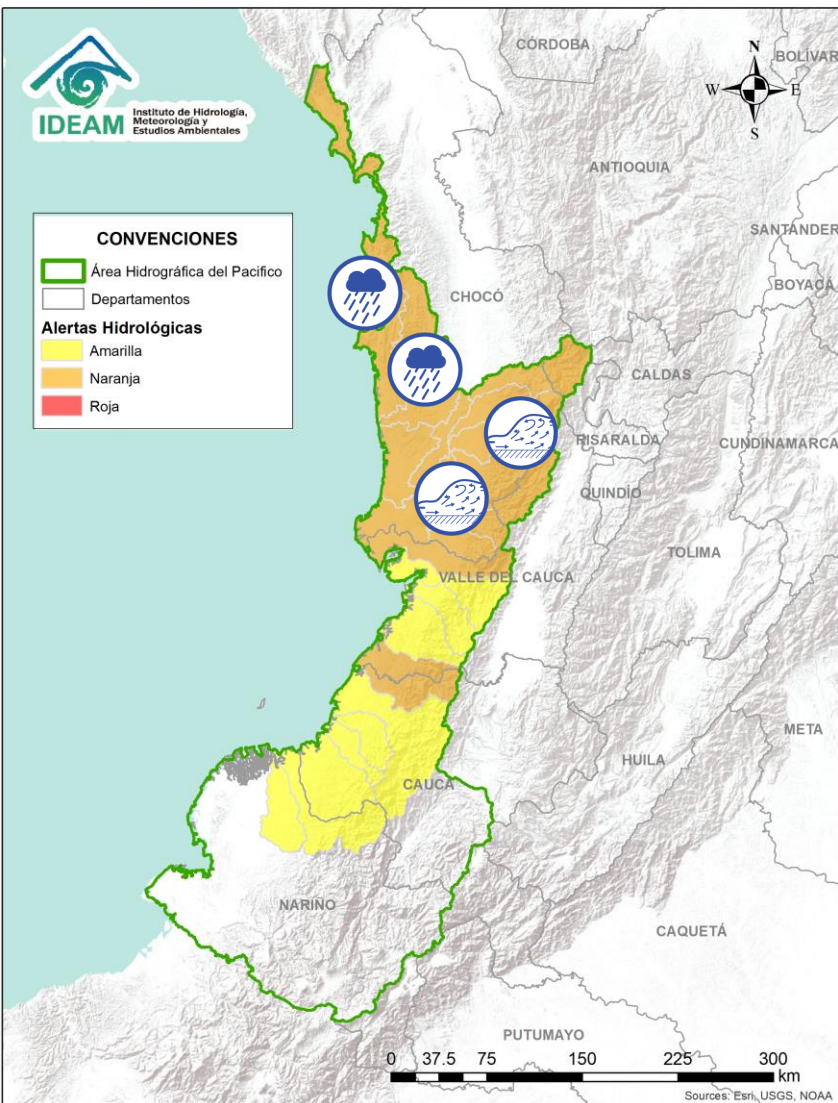 IDEAM
Instituto de Hidrología,
Meteorología y
Estudios Ambientales
CÓRDOBA
BOLÍVAR
N
W
E
S
ANTIOQUIA
SANTANDER
BOYACÁ
CONVENCIONES
Área Hidrográfica del Pacifico
Departamentos
Alertas Hidrológicas
Amarilla
Naranja
Roja
CHOCÓ
CALDAS
RISARALDA
CUNDINAMARCA
QUINDÍO
TOLIMA
VALLE DEL CAUCA
META
HUILA
CAUCA
NARIÑO
CAQUETÁ
PUTUMAYO
0 37.5 75 150 225 300
km
Sources: Esri, USGS, NOAA